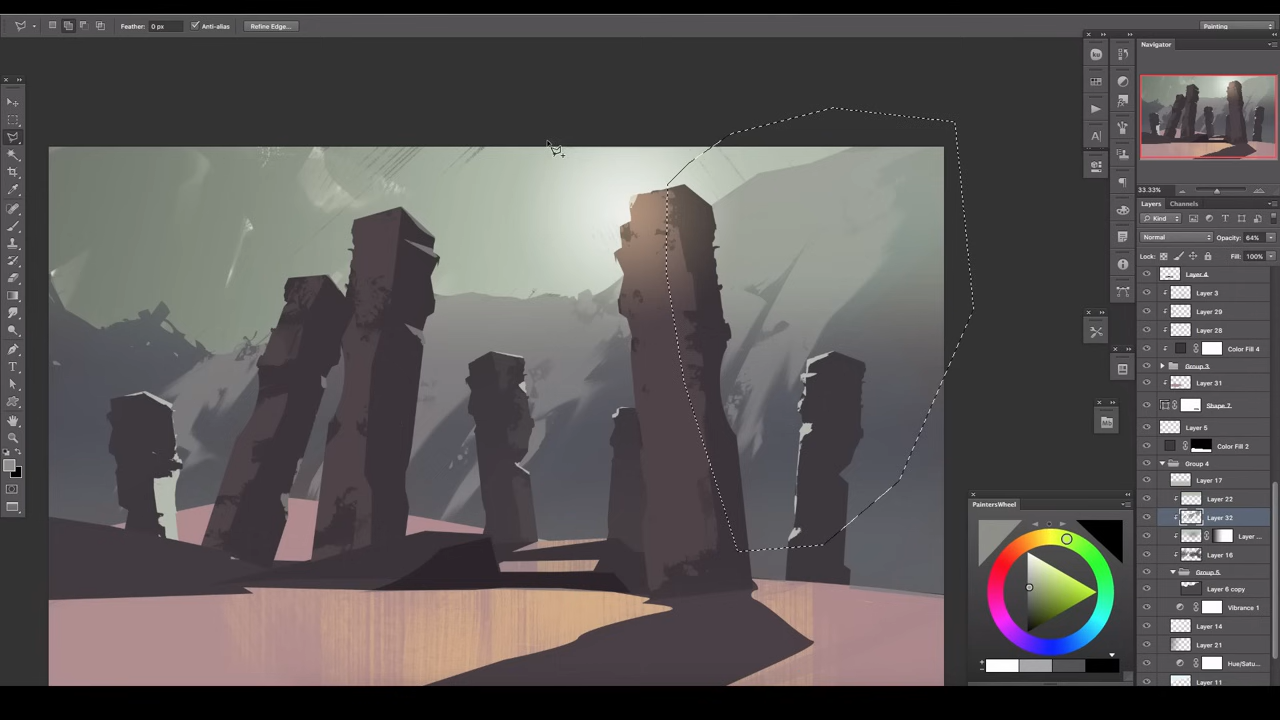 Feather: 0 px Anti-alias Refine Edge... Painting
Navigator
33.33%
Layers Channels
Kind
Normal Opacity: 64%
Lock: Fill: 100%
Layer 4
Layer 3
Layer 29
Layer 28
Color Fill 4
Group 3
Layer 31
Shape 7
Layer 5
Color Fill 2
Group 4
Layer 17
Layer 22
Layer 32
Layer ...
Layer 16
Group 5
Layer 6 copy
Vibrance 1
Layer 14
Layer 21
Hue/Satu...
Layer 11
PaintersWheel
ku
A
Mb
T